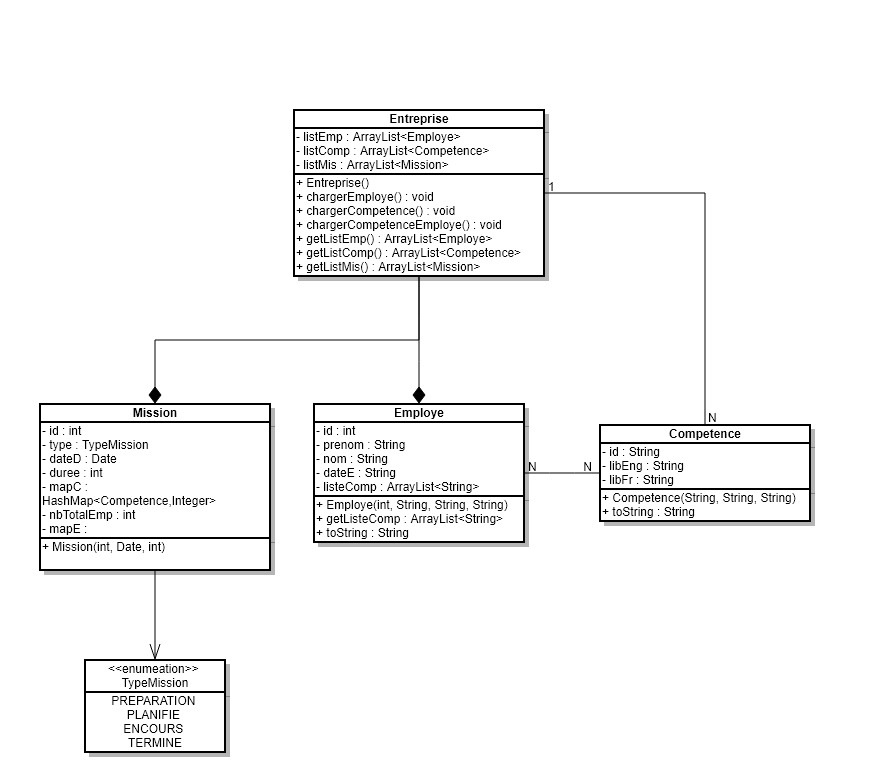 Entreprise
- listEmp : ArrayList<Employe>
- listComp : ArrayList<Competence>
- listMis : ArrayList<Mission>
+ Entreprise()
+ chargerEmploye() : void
+ chargerCompetence() : void
+ chargerCompetenceEmploye() : void
+ getListEmp() : ArrayList<Employe>
+ getListComp() : ArrayList<Competence>
+ getListMis() : ArrayList<Mission>
1
N
Mission
- id : int
- type : TypeMission
- dateD : Date
- duree : int
- mapC :
HashMap<Competence,Integer>
- nbTotalEmp : int
- mapE :
+ Mission(int, Date, int)
Employe
- id : int
- prenom : String
- nom : String
- dateE : String
- listeComp : ArrayList<String>
+ Employe(int, String, String, String)
+ getListeComp : ArrayList<String>
+ toString : String
N
N
Competence
- id : String
- libEng : String
- libFr : String
+ Competence(String, String, String)
+ toString : String
<<enumeation>>
TypeMission
PREPARATION
PLANIFIE
ENCOURS
TERMINE